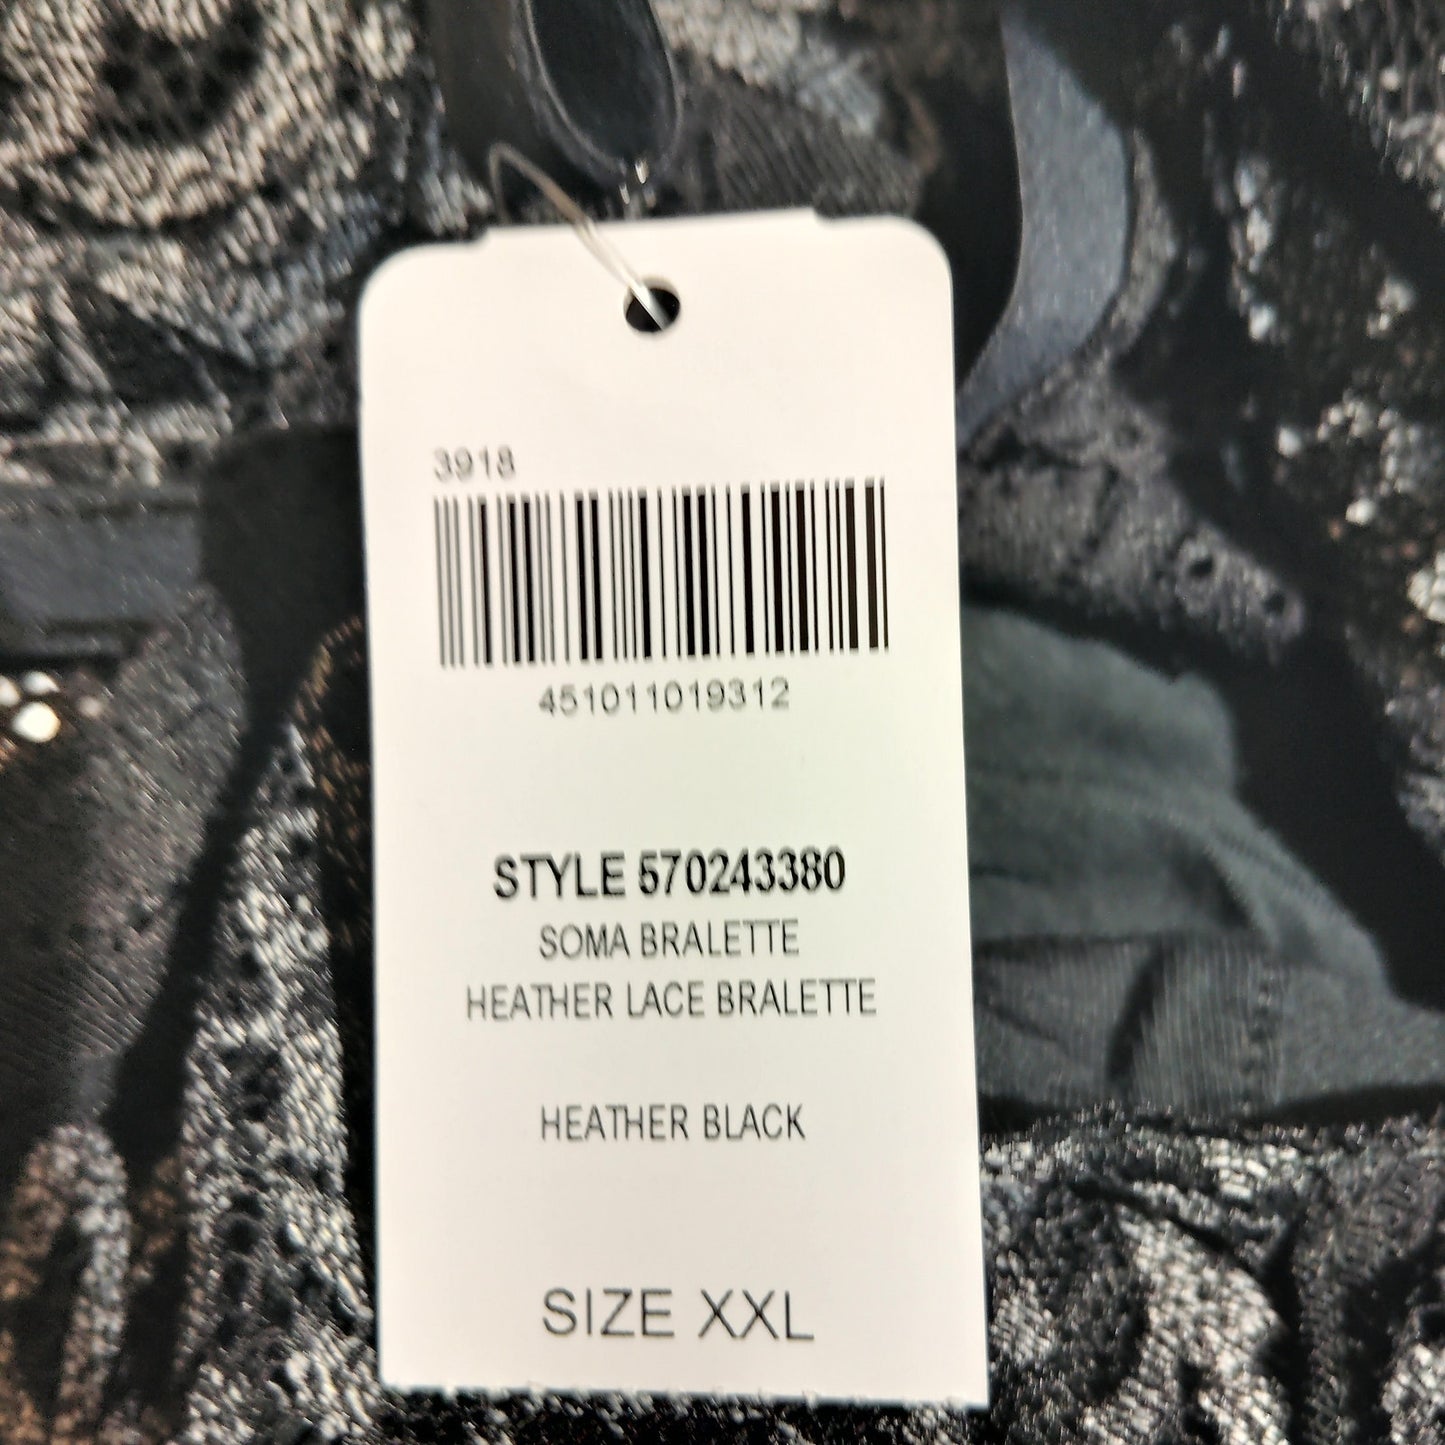 3918
451011019312
STYLE 570243380
SOMA BRALETTE
HEATHER LACE BRALETTE
HEATHER BLACK
SIZE XXL